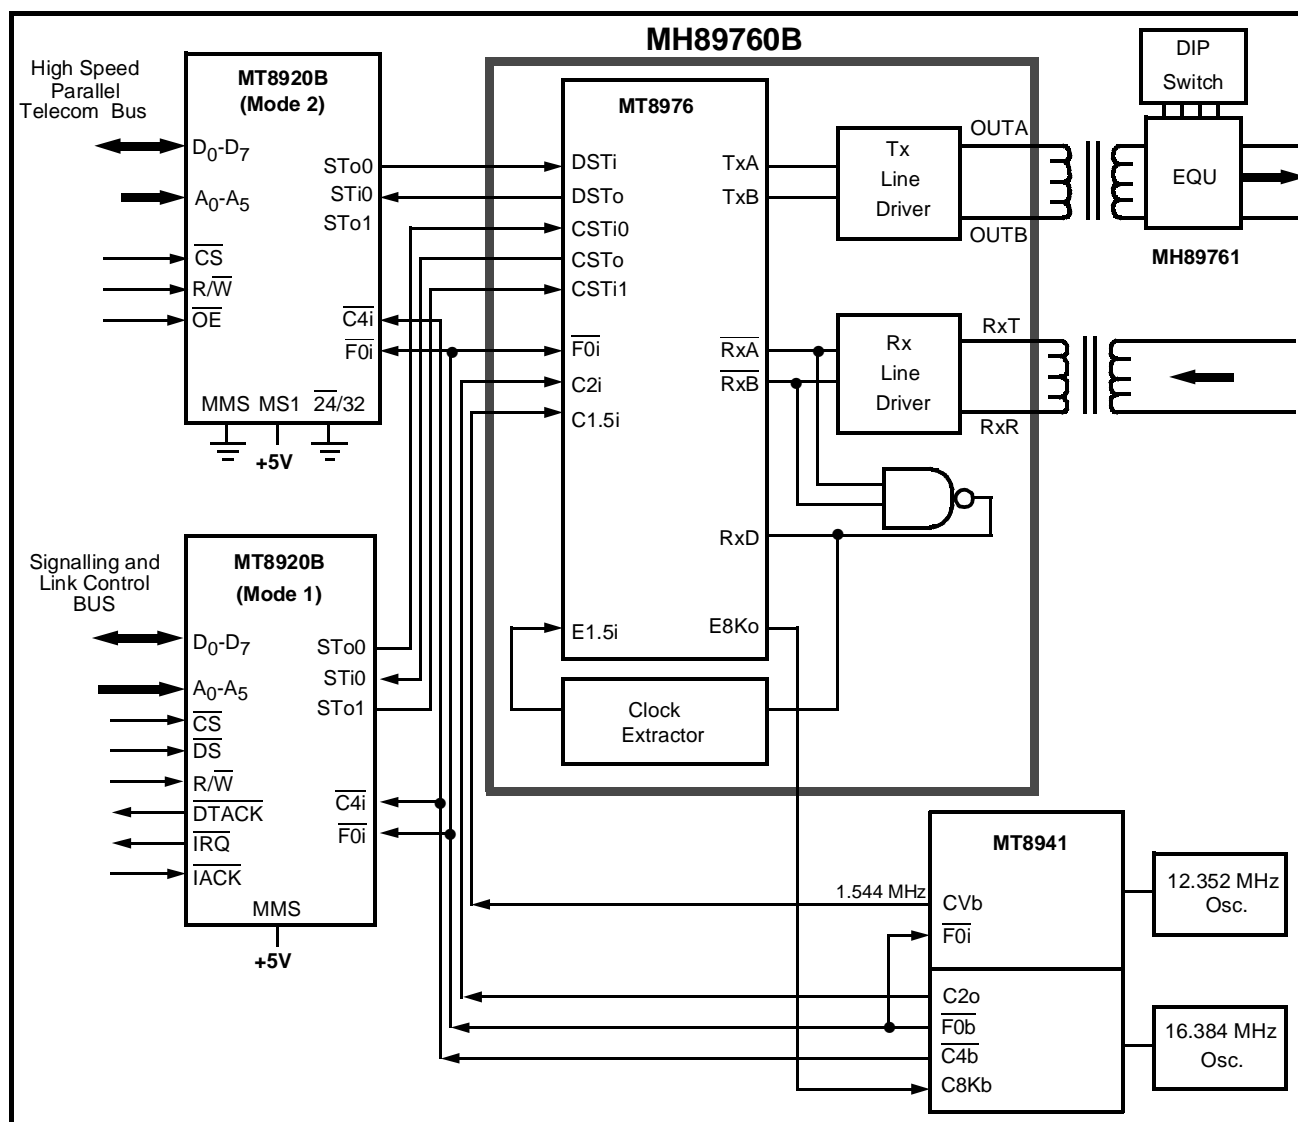 MH89760B
High Speed
Parallel
Telecom Bus
MT8920B
(Mode 2)
D0-D7
A0-A5
CS
R/W
OE
STo0
STi0
STo1
C4i
F0i
MMS MS1 24/32
+5V
MT8976
DSTi
DSTo
CSTi0
CSTo
CSTi1
F0i
C2i
C1.5i
E1.5i
TxA
TxB
RxA
RxB
RxD
E8Ko
Tx
Line
Driver
OUTA
OUTB
DIP
Switch
EQU
MH89761
Rx
Line
Driver
RxT
RxR
Clock
Extractor
Signalling and
Link Control
BUS
MT8920B
(Mode 1)
D0-D7
A0-A5
CS
DS
R/W
DTACK
IRQ
IACK
STo0
STi0
STo1
C4i
F0i
MMS
+5V
MT8941
1.544 MHz
CVb
F0i
C2o
F0b
C4b
C8Kb
12.352 MHz
Osc.
16.384 MHz
Osc.